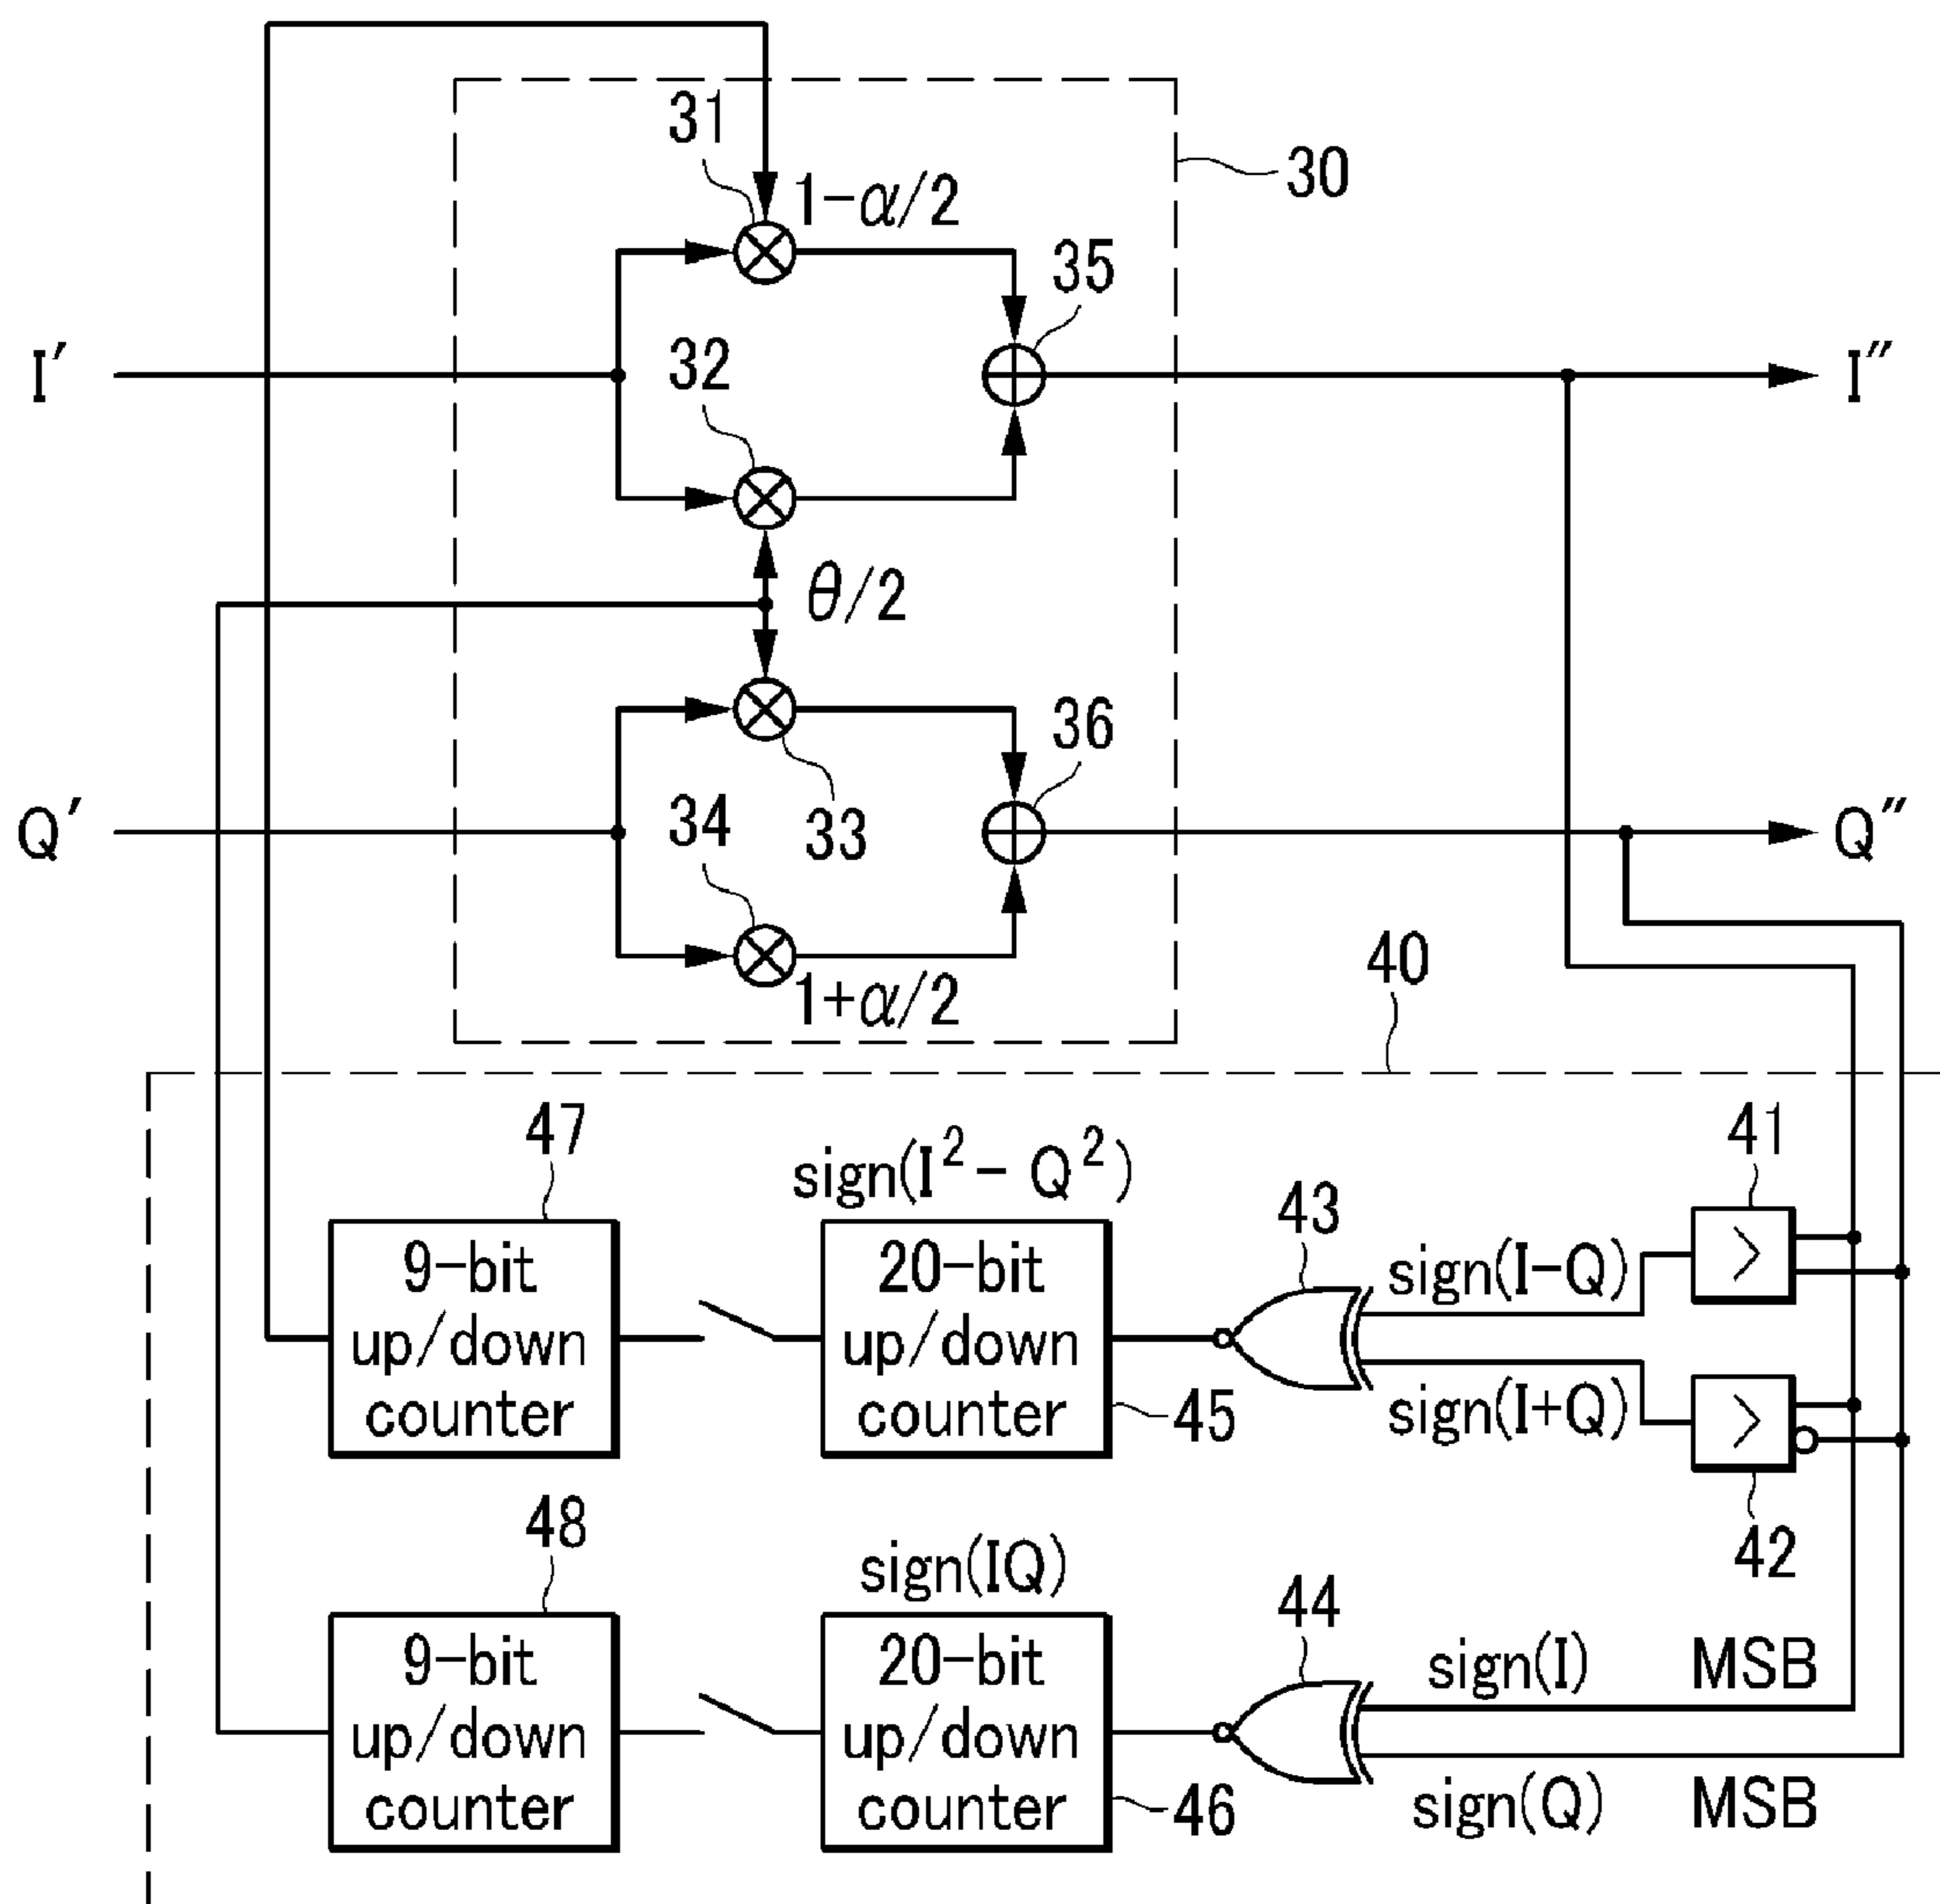 31
1-α/2
30
35
I′
32
I″
θ/2
36
Q′
34
33
Q″
1+α/2
40
47
sign(I² - Q²)
41
43
9-bit
up/down
counter
20-bit
up/down
counter
45
sign(I-Q)
sign(I+Q)
>
>
42
48
sign(IQ)
44
9-bit
up/down
counter
20-bit
up/down
counter
46
sign(I) MSB
sign(Q) MSB